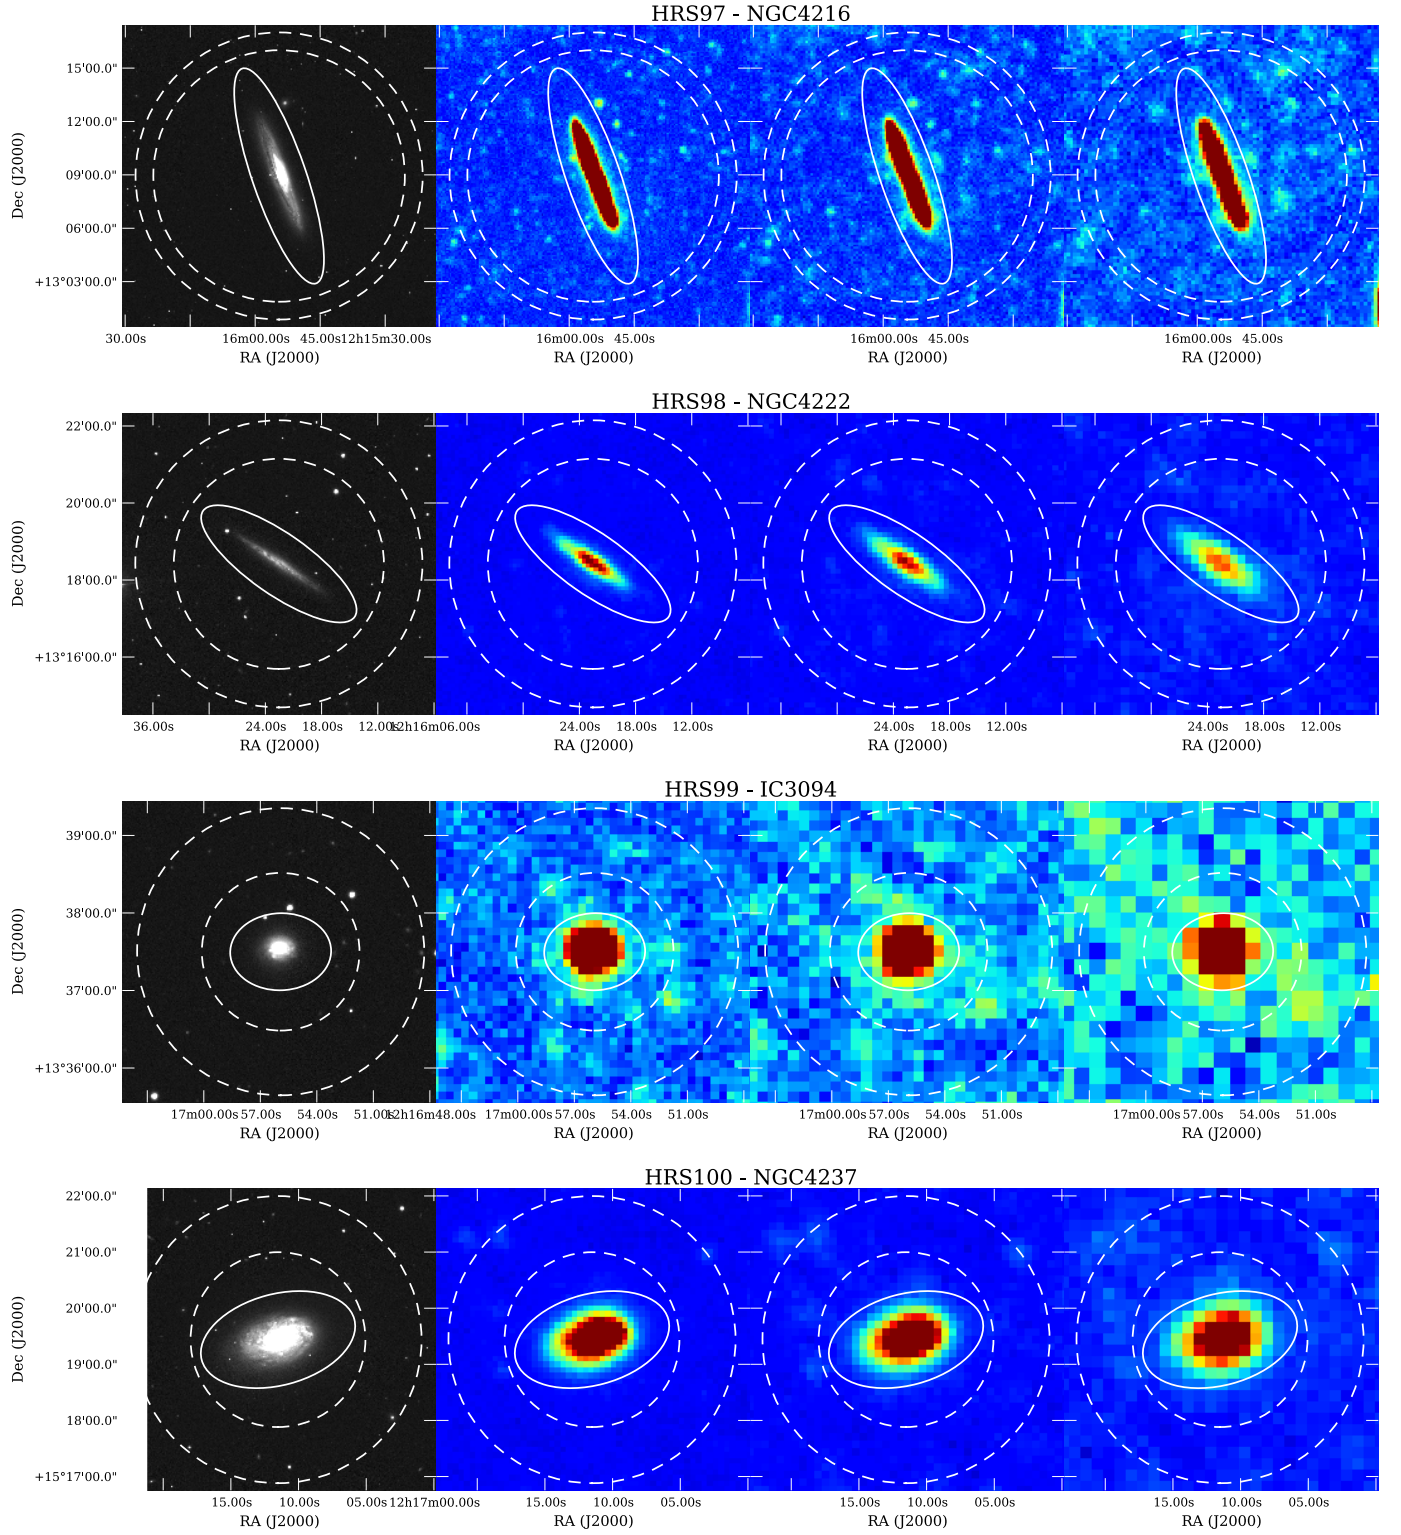 HRS97 - NGC4216
15'00.0"
12'00.0"
09'00.0"
06'00.0"
+13°03'00.0"
Dec (J2000)
30.00s 16m00.00s 45.00s12h15m30.00s 16m00.00s 45.00s 16m00.00s 45.00s 16m00.00s 45.00s
RA (J2000) RA (J2000) RA (J2000) RA (J2000)
HRS98 - NGC4222
22'00.0"
20'00.0"
18'00.0"
+13°16'00.0"
Dec (J2000)
36.00s 24.00s 18.00s 12.00s12h16m06.00s 24.00s 18.00s 12.00s 24.00s 18.00s 12.00s 24.00s 18.00s 12.00s
RA (J2000) RA (J2000) RA (J2000) RA (J2000)
HRS99 - IC3094
39'00.0"
38'00.0"
37'00.0"
+13°36'00.0"
Dec (J2000)
17m00.00s57.00s 54.00s 51.00s12h16m48.00s 17m00.00s57.00s 54.00s 51.00s 17m00.00s57.00s 54.00s 51.00s 17m00.00s57.00s 54.00s 51.00s
RA (J2000) RA (J2000) RA (J2000) RA (J2000)
HRS100 - NGC4237
22'00.0"
21'00.0"
20'00.0"
19'00.0"
18'00.0"
+15°17'00.0"
Dec (J2000)
15.00s 10.00s 05.00s12h17m00.00s 15.00s 10.00s 05.00s 15.00s 10.00s 05.00s 15.00s 10.00s 05.00s
RA (J2000) RA (J2000) RA (J2000) RA (J2000)